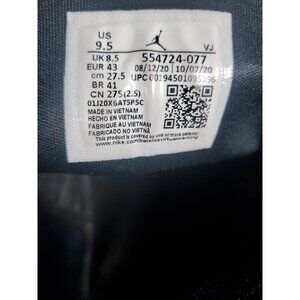 US
9.5
VJ
UK 8.5 554724-077
EUR 43 08/12/20 10/07/20
cm 27.5 UPC 00194501095396
BR 41
CN 275(2.5)
MADE IN VIETNAM
HECHO EN VIETNAM
FABRIQUE AU VIETNAM
FABRICADO NO VIETNAM